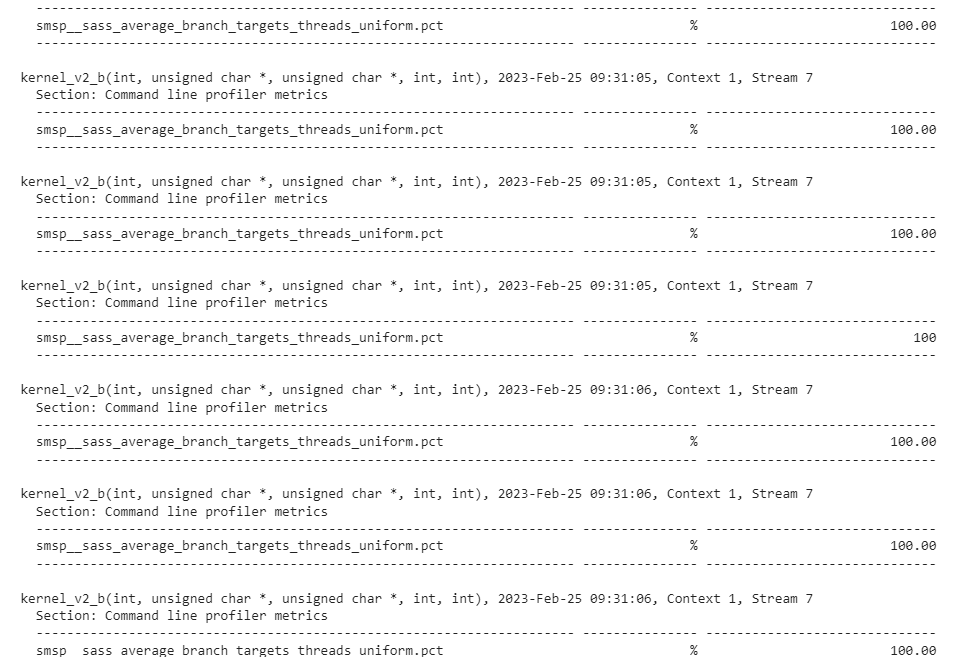 ---------------------------------------------------------------------- --------------- ------------------------------
smsp__sass_average_branch_targets_threads_uniform.pct % 100.00
---------------------------------------------------------------------- --------------- ------------------------------
kernel_v2_b(int, unsigned char *, unsigned char *, int, int), 2023-Feb-25 09:31:05, Context 1, Stream 7
Section: Command line profiler metrics
---------------------------------------------------------------------- --------------- ------------------------------
smsp__sass_average_branch_targets_threads_uniform.pct % 100.00
---------------------------------------------------------------------- --------------- ------------------------------
kernel_v2_b(int, unsigned char *, unsigned char *, int, int), 2023-Feb-25 09:31:05, Context 1, Stream 7
Section: Command line profiler metrics
---------------------------------------------------------------------- --------------- ------------------------------
smsp__sass_average_branch_targets_threads_uniform.pct % 100.00
---------------------------------------------------------------------- --------------- ------------------------------
kernel_v2_b(int, unsigned char *, unsigned char *, int, int), 2023-Feb-25 09:31:05, Context 1, Stream 7
Section: Command line profiler metrics
---------------------------------------------------------------------- --------------- ------------------------------
smsp__sass_average_branch_targets_threads_uniform.pct % 100
---------------------------------------------------------------------- --------------- ------------------------------
kernel_v2_b(int, unsigned char *, unsigned char *, int, int), 2023-Feb-25 09:31:06, Context 1, Stream 7
Section: Command line profiler metrics
---------------------------------------------------------------------- --------------- ------------------------------
smsp__sass_average_branch_targets_threads_uniform.pct % 100.00
---------------------------------------------------------------------- --------------- ------------------------------
kernel_v2_b(int, unsigned char *, unsigned char *, int, int), 2023-Feb-25 09:31:06, Context 1, Stream 7
Section: Command line profiler metrics
---------------------------------------------------------------------- --------------- ------------------------------
smsp__sass_average_branch_targets_threads_uniform.pct % 100.00
---------------------------------------------------------------------- --------------- ------------------------------
kernel_v2_b(int, unsigned char *, unsigned char *, int, int), 2023-Feb-25 09:31:06, Context 1, Stream 7
Section: Command line profiler metrics
---------------------------------------------------------------------- --------------- ------------------------------
smsp__sass_average_branch_targets_threads_uniform.pct % 100.00